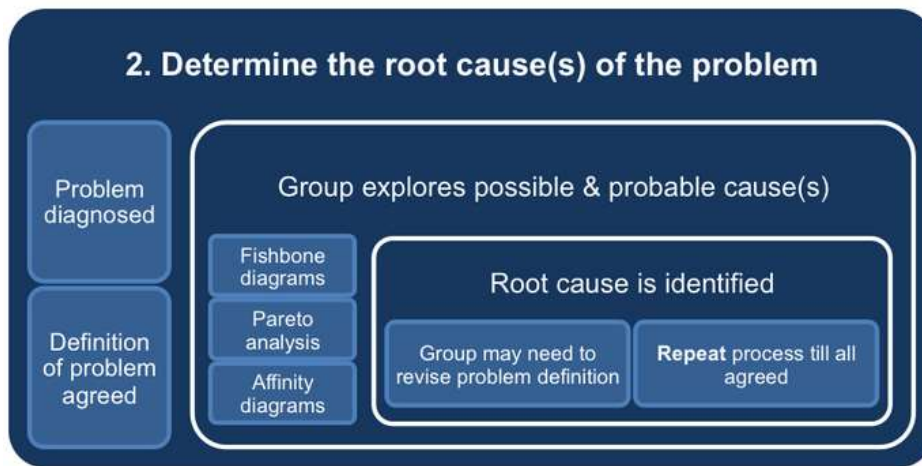 2. Determine the root cause(s) of the problem
Problem
diagnosed
Definition
of problem
agreed
Group explores possible & probable cause(s)
Fishbone
diagrams
Pareto
analysis
Affinity
diagrams
Root cause is identified
Group may need to
revise problem definition
Repeat process till all
agreed